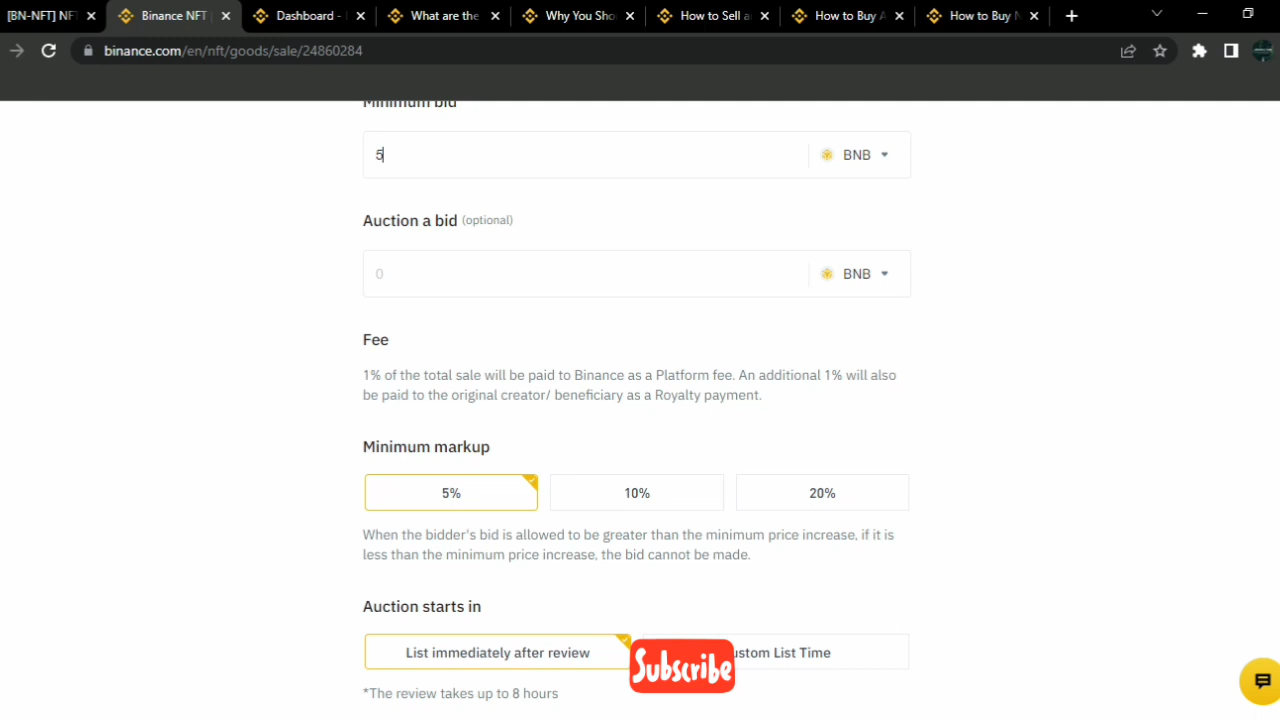 [BN-NFT] NF
Binance NFT
Dashboard -
What are the
Why You Sho
How to Sell a
How to Buy
How to Buy
binance.com/en/nft/goods/sale/24860284
Minimum bid
5
BNB
Auction a bid (optional)
0
BNB
Fee
1% of the total sale will be paid to Binance as a Platform fee. An additional 1% will also
be paid to the original creator/ beneficiary as a Royalty payment.
Minimum markup
5%
10%
20%
When the bidder's bid is allowed to be greater than the minimum price increase, if it is
less than the minimum price increase, the bid cannot be made.
Auction starts in
List immediately after review
ustom List Time
Subscribe
*The review takes up to 8 hours